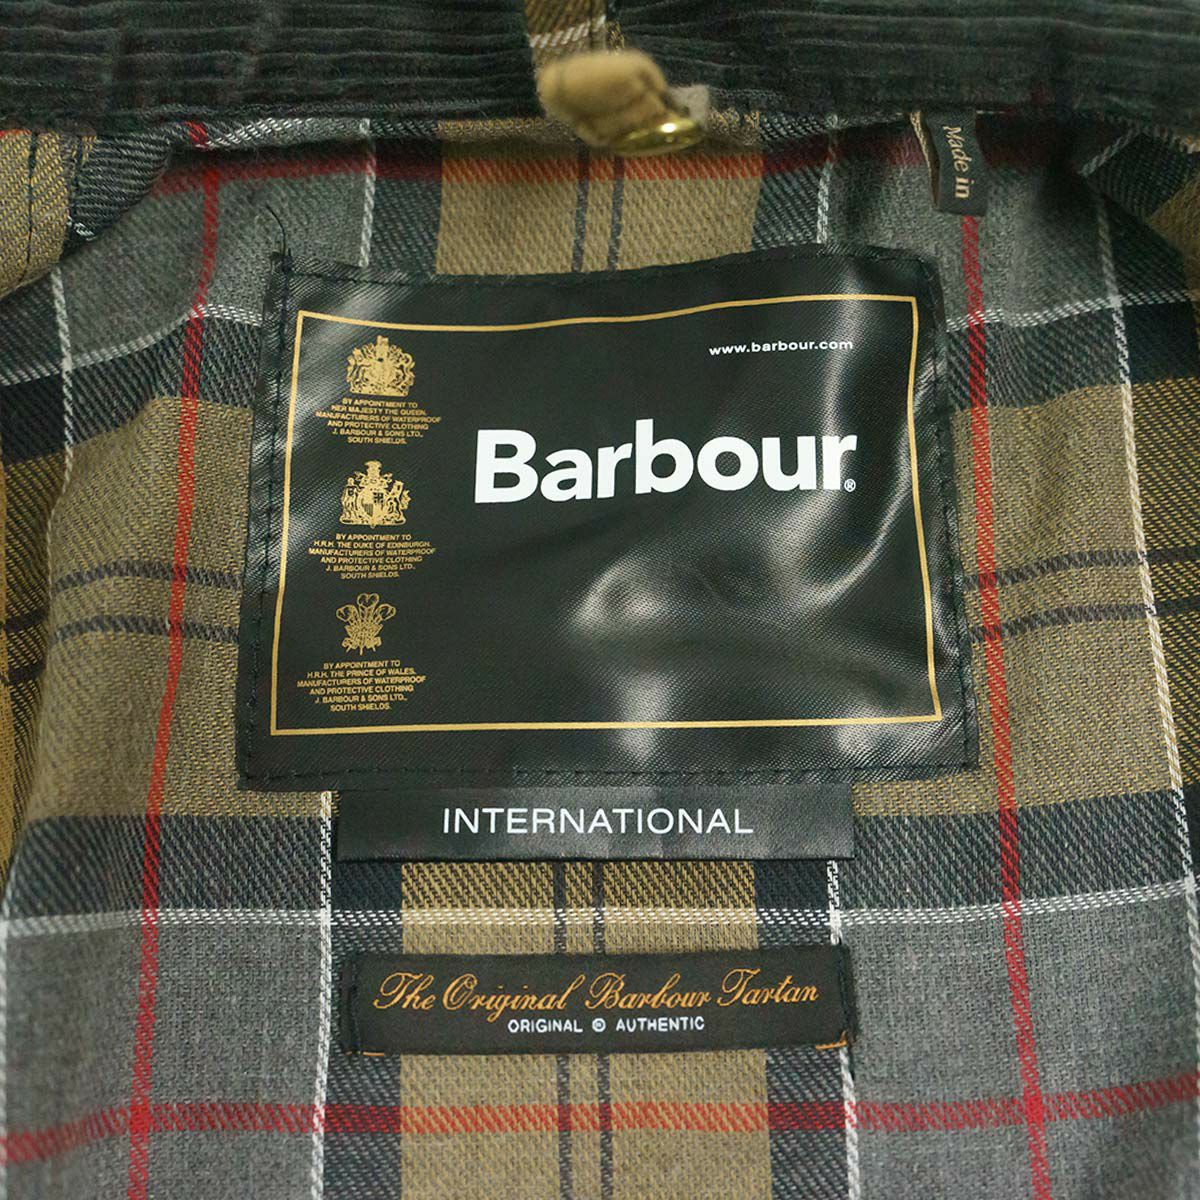 Made in
www.barbour.com
Barbour®
BY APPOINTMENT TO
HER MAJESTY THE QUEEN.
MANUFACTURERS OF WATERPROOF
AND PROTECTIVE CLOTHING
J. BARBOUR & SONS LTD.,
SOUTH SHIELDS.
BY APPOINTMENT TO
H.R.H. THE DUKE OF EDINBURGH.
MANUFACTURERS OF WATERPROOF
AND PROTECTIVE CLOTHING
J. BARBOUR & SONS LTD.,
SOUTH SHIELDS.
BY APPOINTMENT TO
H.R.H. THE PRINCE OF WALES.
MANUFACTURERS OF WATERPROOF
AND PROTECTIVE CLOTHING
J. BARBOUR & SONS LTD.,
SOUTH SHIELDS.
INTERNATIONAL
The Original Barbour Tartan
ORIGINAL ® AUTHENTIC